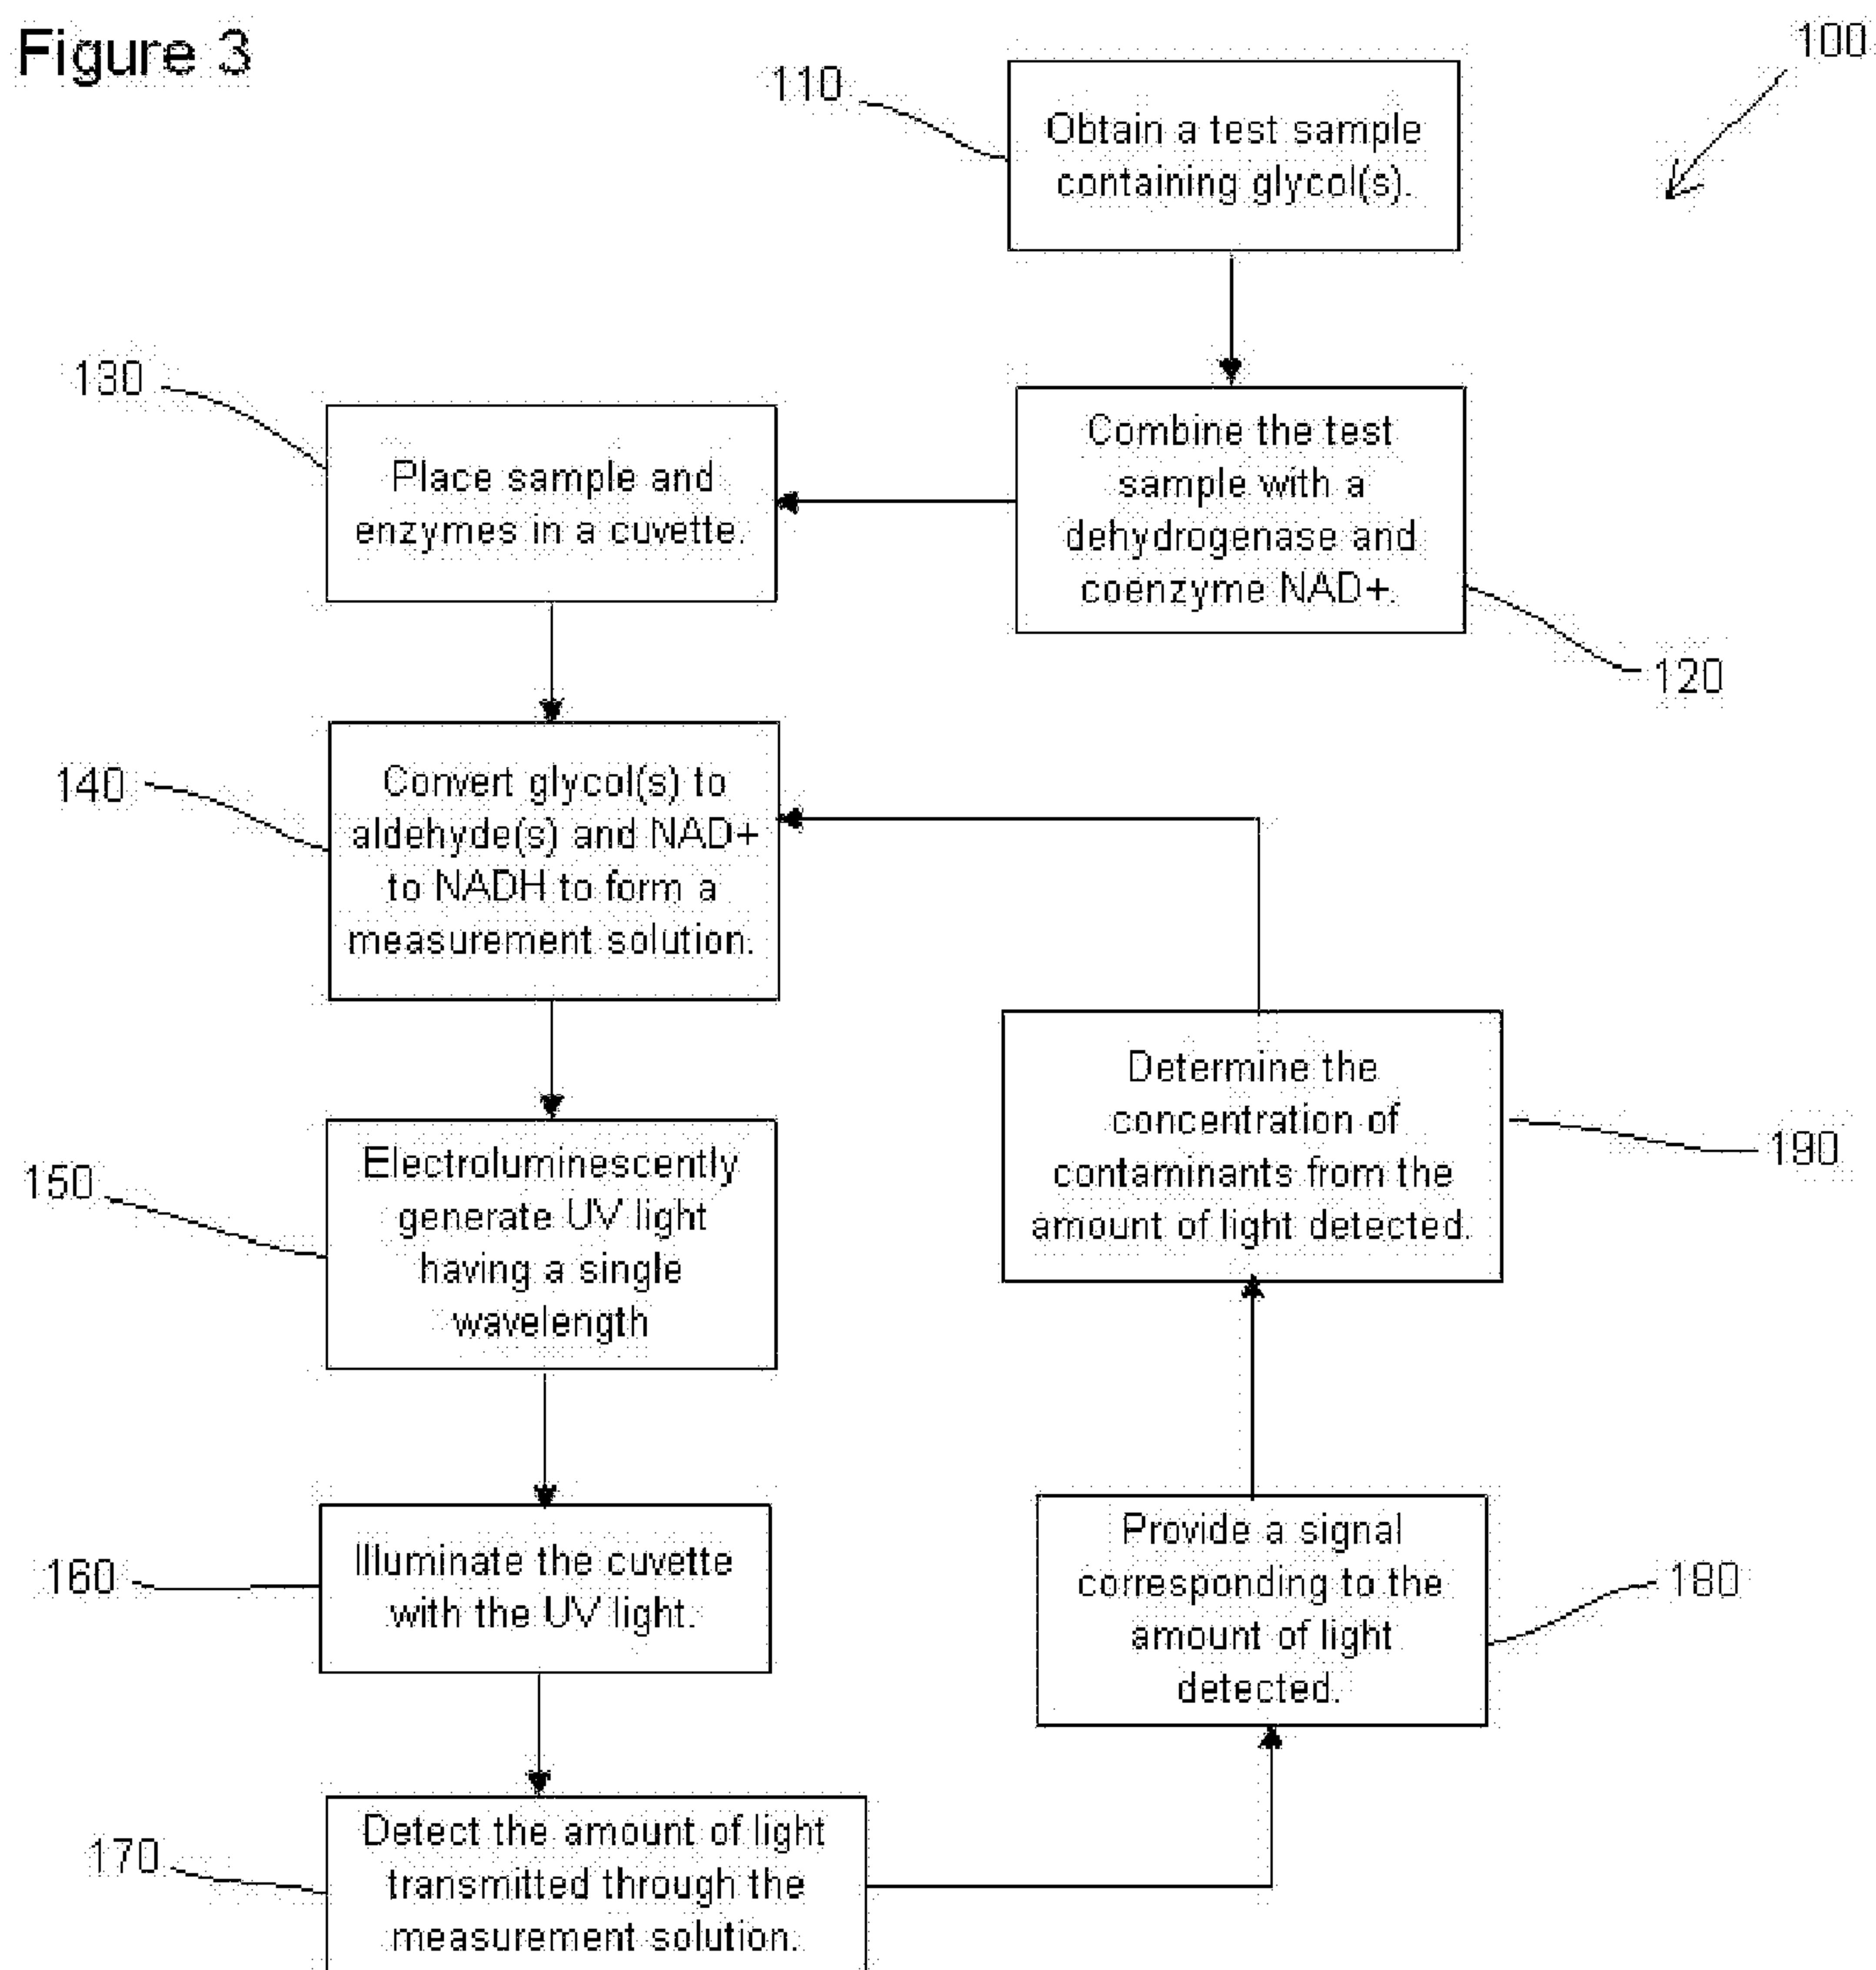 Figure 3
100
110
Obtain a test sample
containing glycol(s).
130
Place sample and
enzymes in a cuvette.
Combine the test
sample with a
dehydrogenase and
coenzyme NAD+.
120
140
Convert glycol(s) to
aldehyde(s) and NAD+
to NADH to form a
measurement solution.
150
Electroluminescently
generate UV light
having a single
wavelength
Determine the
concentration of
contaminants from the
amount of light detected.
190
160
Illuminate the cuvette
with the UV light.
Provide a signal
corresponding to the
amount of light
detected.
180
170
Detect the amount of light
transmitted through the
measurement solution.